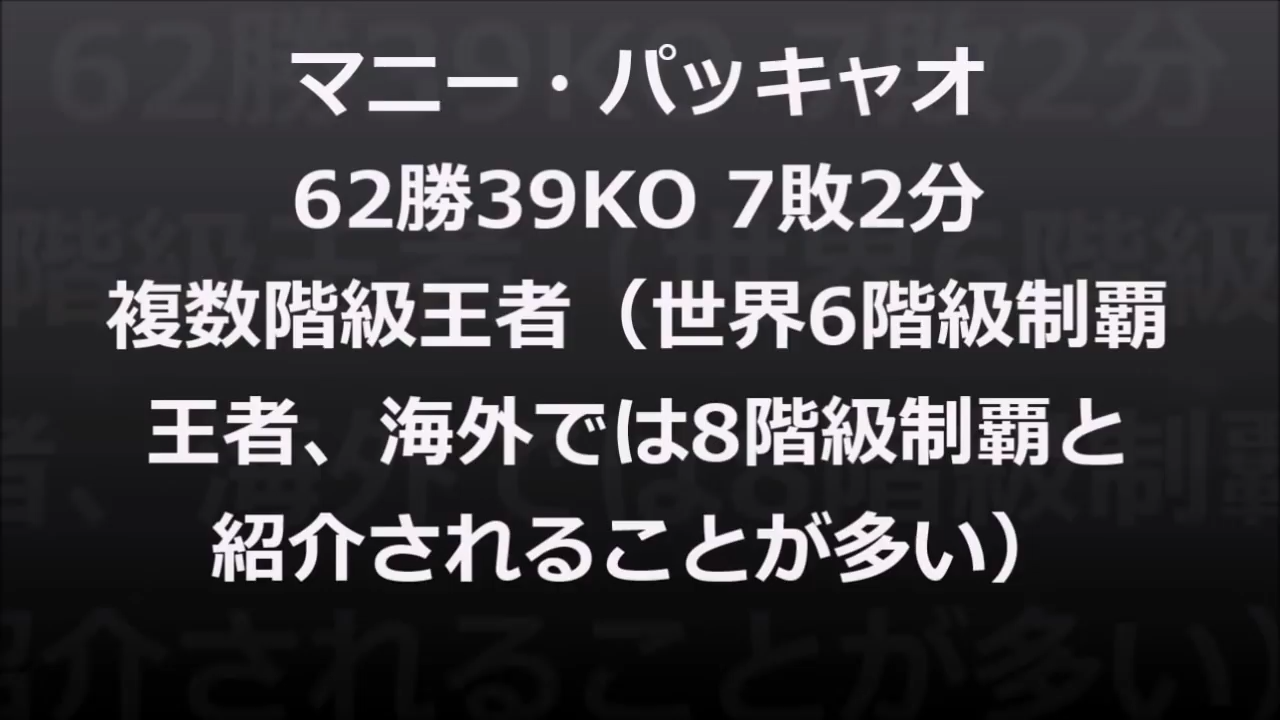 マニー・パッキャオ
62勝39KO 7敗2分
複数階級王者（世界6階級制覇
王者、海外では8階級制覇と
紹介されることが多い）